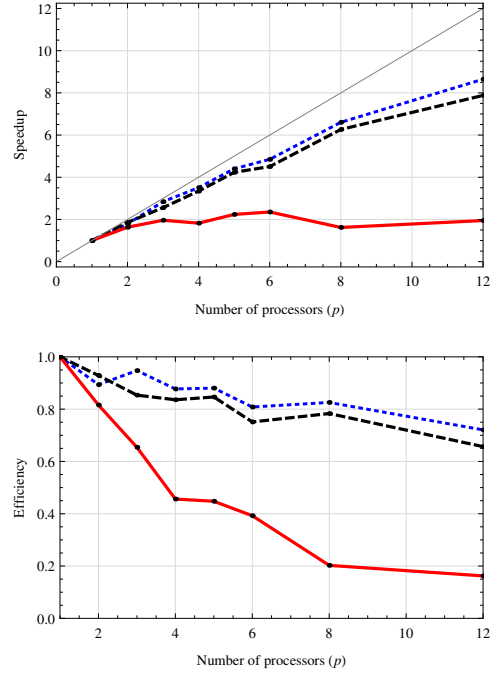 12
10
8
6
4
2
0
Speedup
0 2 4 6 8 10 12
Number of processors (p)
1.0
0.8
0.6
0.4
0.2
0.0
Efficiency
2 4 6 8 10 12
Number of processors (p)